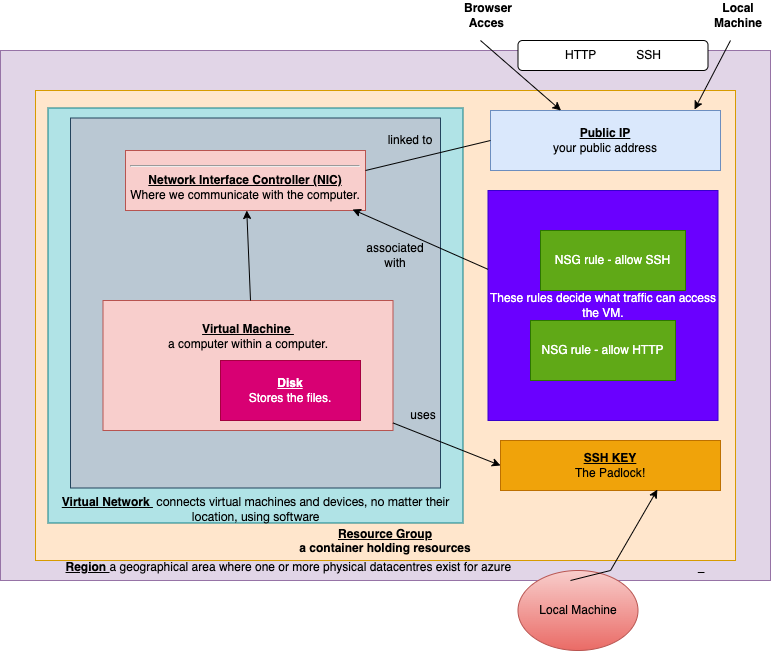 Browser
Acces
Local
Machine
HTTP
SSH
linked to
Public IP
your public address
Network Interface Controller (NIC)
Where we communicate with the computer.
associated
with
NSG rule - allow SSH
These rules decide what traffic can access
the VM.
NSG rule - allow HTTP
Virtual Machine
a computer within a computer.
Disk
Stores the files.
uses
SSH KEY
The Padlock!
Virtual Network connects virtual machines and devices, no matter their
location, using software
Resource Group
a container holding resources
Region a geographical area where one or more physical datacentres exist for azure
Local Machine